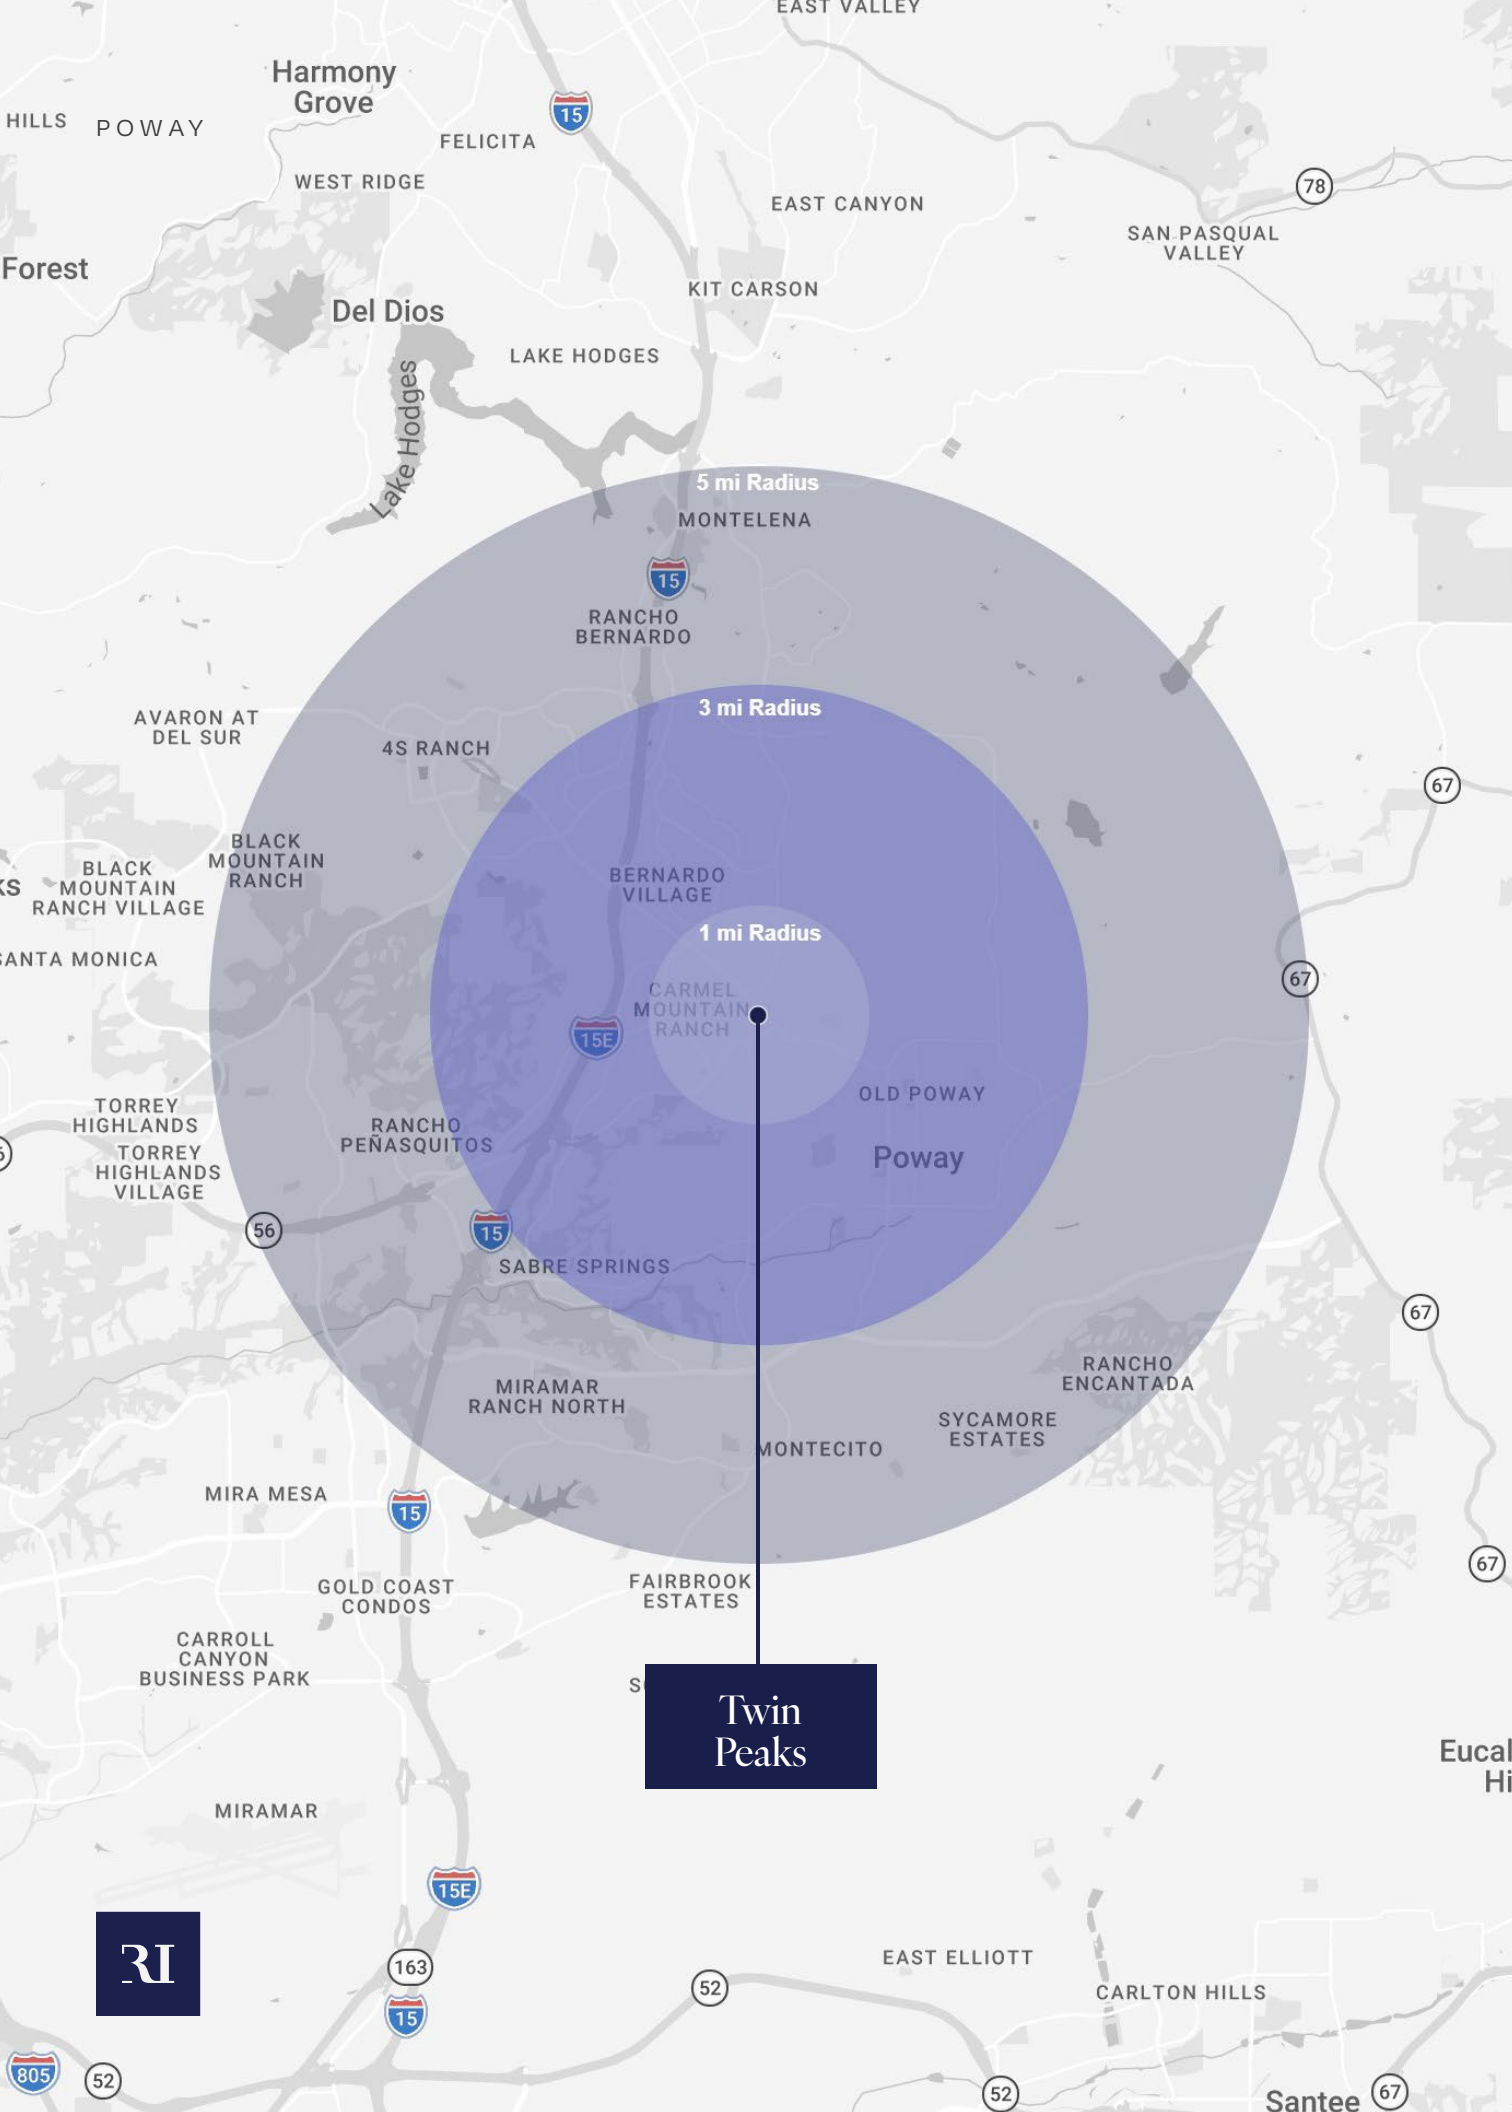 EAST VALLEY
Harmony
Grove
15
HILLS
POWAY
FELICITA
WEST RIDGE
78
EAST CANYON
SAN PASQUAL
VALLEY
Forest
KIT CARSON
Del Dios
LAKE HODGES
Lake Hodges
5 mi Radius
MONTELENA
15
RANCHO
BERNARDO
3 mi Radius
AVARON AT
DEL SUR
4S RANCH
67
BLACK
MOUNTAIN
RANCH
BLACK
MOUNTAIN
RANCH VILLAGE
KS
BERNARDO
VILLAGE
1 mi Radius
SANTA MONICA
67
CARMEL
MOUNTAIN
RANCH
15E
OLD POWAY
TORREY
HIGHLANDS
RANCHO
PEÑASQUITOS
Poway
TORREY
HIGHLANDS
VILLAGE
56
15
SABRE SPRINGS
67
RANCHO
ENCANTADA
MIRAMAR
RANCH NORTH
SYCAMORE
ESTATES
MONTECITO
MIRA MESA
15
67
GOLD COAST
CONDOS
FAIRBROOK
ESTATES
CARROLL
CANYON
BUSINESS PARK
S
Twin
Peaks
Eucal
Hi
MIRAMAR
15E
RI
163
EAST ELLIOTT
52
CARLTON HILLS
15
805
52
52
Santee
67